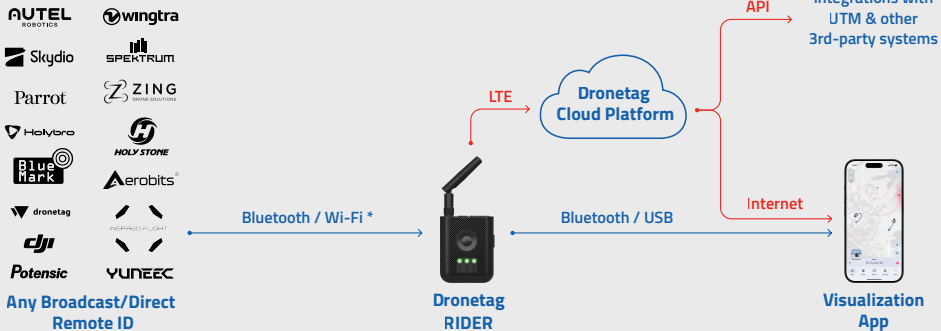 AUTEL
ROBOTICS
wingtra
Skydio
SPEKTRUM
Parrot
ZING
DRONE SOLUTIONS
Holybro
HOLY STONE
Blue
Mark
Aerobits
dronetag
INSPIRED FLIGHT
dji
Potensic
YUNEEC
Any Broadcast/Direct
Remote ID
Bluetooth / Wi-Fi *
LTE
Dronetag
Cloud Platform
API
integrations with
UTM & other
3rd-party systems
Internet
Bluetooth / USB
Dronetag
RIDER
Visualization
App